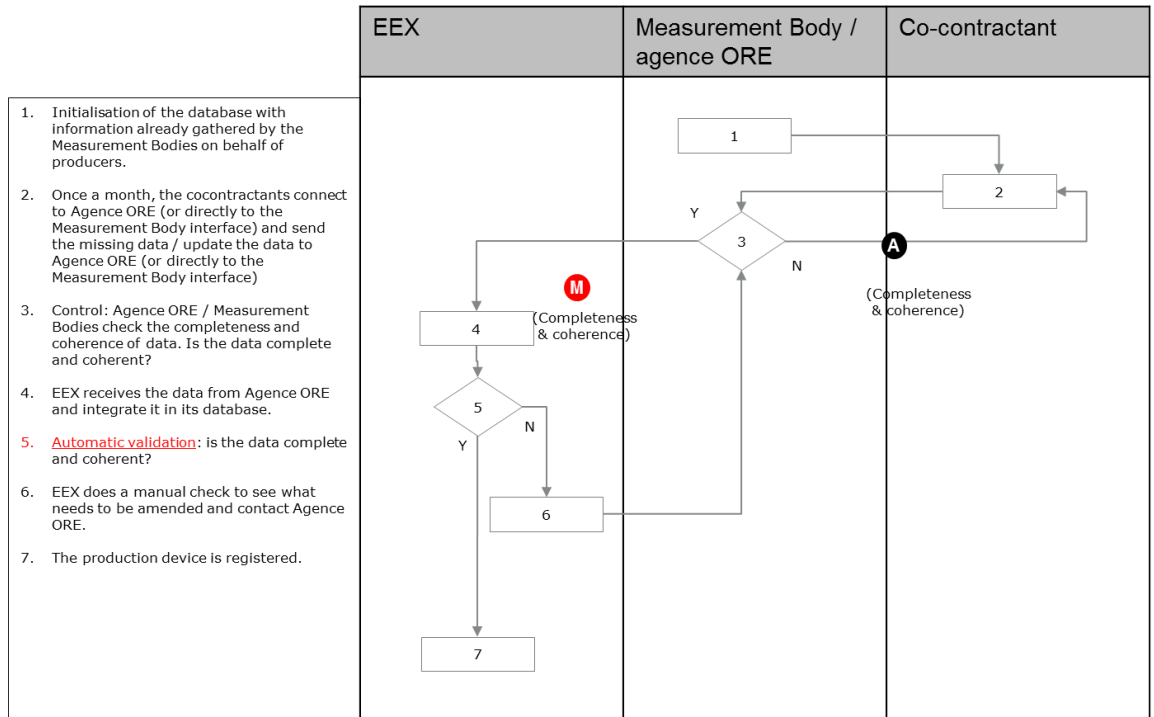 EEX
Measurement Body /
agence ORE
Co-contractant
1. Initialisation of the database with
information already gathered by the
Measurement Bodies on behalf of
producers.
2. Once a month, the cocontractants connect
to Agence ORE (or directly to the
Measurement Body interface) and send
the missing data / update the data to
Agence ORE (or directly to the
Measurement Body interface)
3. Control: Agence ORE / Measurement
Bodies check the completeness and
coherence of data. Is the data complete
and coherent?
4. EEX receives the data from Agence ORE
and integrate it in its database.
5. Automatic validation: is the data complete
and coherent?
6. EEX does a manual check to see what
needs to be amended and contact Agence
ORE.
7. The production device is registered.
1
2
Y
3
N
A
(Completeness
& coherence)
M
(Completeness
& coherence)
4
5
N
Y
6
7